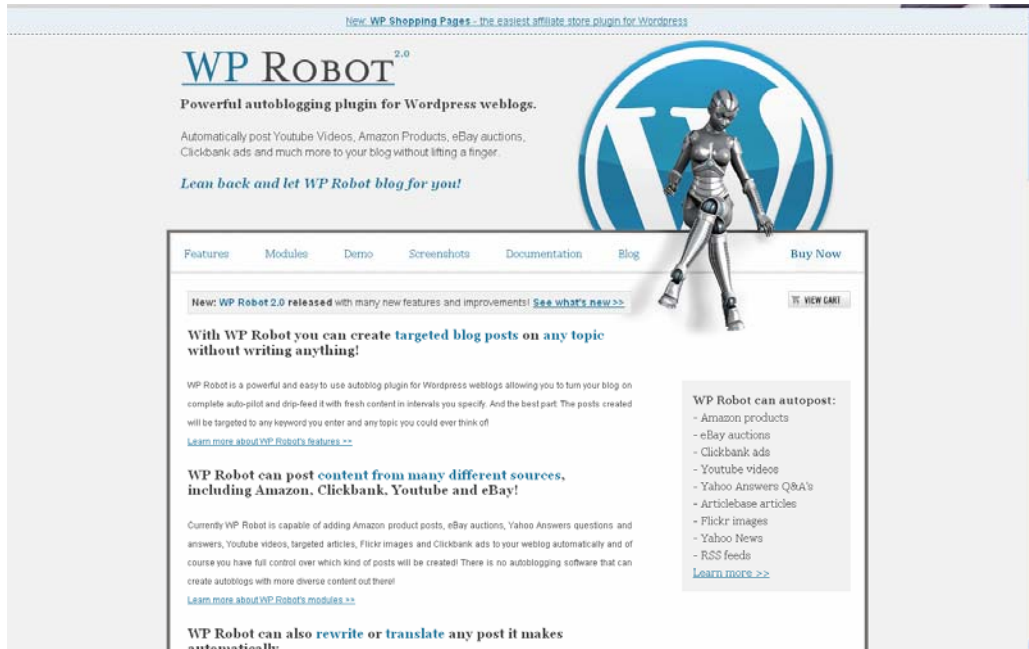 New: WP Shopping Pages - the easiest affiliate store plugin for Wordpress
WP ROBOT 2.0
Powerful autoblogging plugin for Wordpress weblogs.
Automatically post Youtube Videos, Amazon Products, eBay auctions,
Clickbank ads and much more to your blog without lifting a finger.
Lean back and let WP Robot blog for you!
Features Modules Demo Screenshots Documentation Blog Buy Now
New: WP Robot 2.0 released with many new features and improvements! See what's new >>
VIEW CART
With WP Robot you can create targeted blog posts on any topic
without writing anything!
WP Robot is a powerful and easy to use autoblog plugin for Wordpress weblogs allowing you to turn your blog on
complete auto-pilot and drip-feed it with fresh content in intervals you specify. And the best part: The posts created
will be targeted to any keyword you enter and any topic you could ever think of!
Learn more about WP Robot's features >>
WP Robot can post content from many different sources,
including Amazon, Clickbank, Youtube and eBay!
Currently WP Robot is capable of adding Amazon product posts, eBay auctions, Yahoo Answers questions and
answers, Youtube videos, targeted articles, Flickr images and Clickbank ads to your weblog automatically and of
course you have full control over which kind of posts will be created! There is no autoblogging software that can
create autoblogs with more diverse content out there!
Learn more about WP Robot's modules >>
WP Robot can also rewrite or translate any post it makes
automatically
WP Robot can autopost:
- Amazon products
- eBay auctions
- Clickbank ads
- Youtube videos
- Yahoo Answers Q&A's
- Articlebase articles
- Flickr images
- Yahoo News
- RSS feeds
Learn more >>